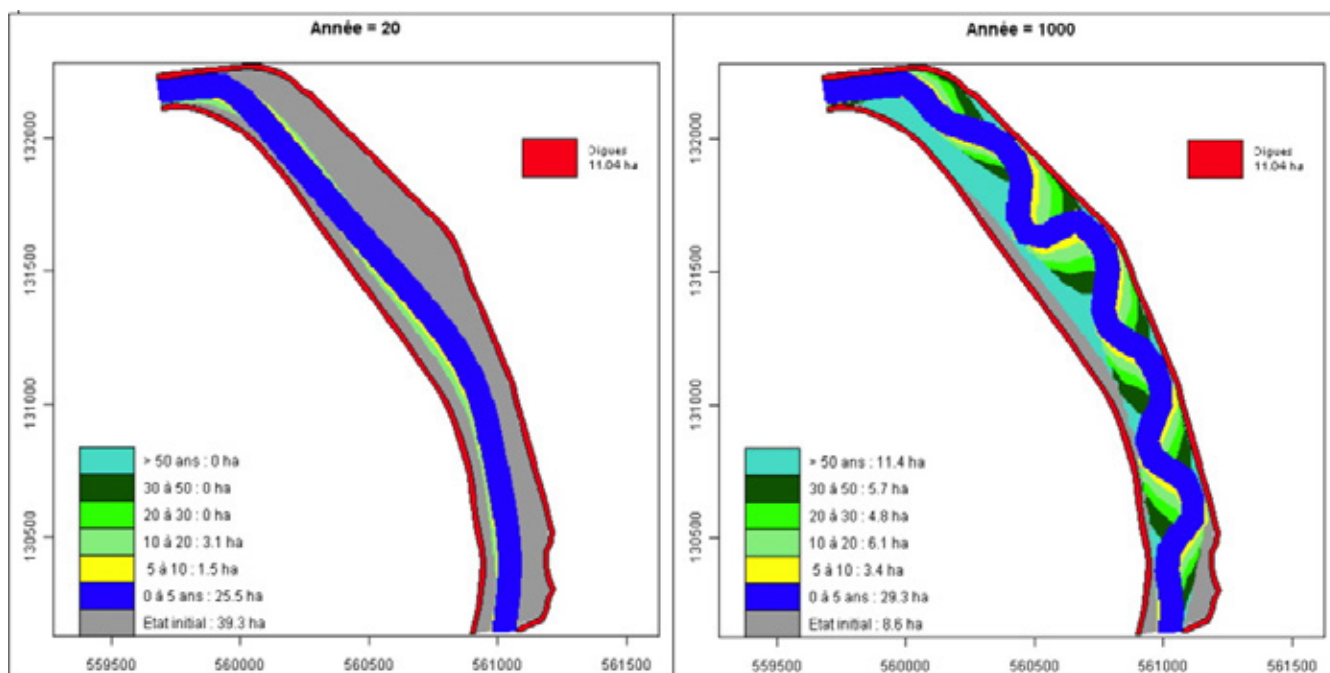 Année = 20
132000
131500
131000
130500
Digues
11.04 ha
> 50 ans : 0 ha
30 à 50 : 0 ha
20 à 30 : 0 ha
10 à 20 : 3.1 ha
5 à 10 : 1.5 ha
0 à 5 ans : 25.5 ha
Etat initial : 39.3 ha
559500
560000
560500
561000
561500
Année = 1000
132000
131500
131000
130500
Digues
11.04 ha
> 50 ans : 11.4 ha
30 à 50 : 5.7 ha
20 à 30 : 4.8 ha
10 à 20 : 6.1 ha
5 à 10 : 3.4 ha
0 à 5 ans : 29.3 ha
Etat initial : 8.6 ha
559500
560000
560500
561000
561500